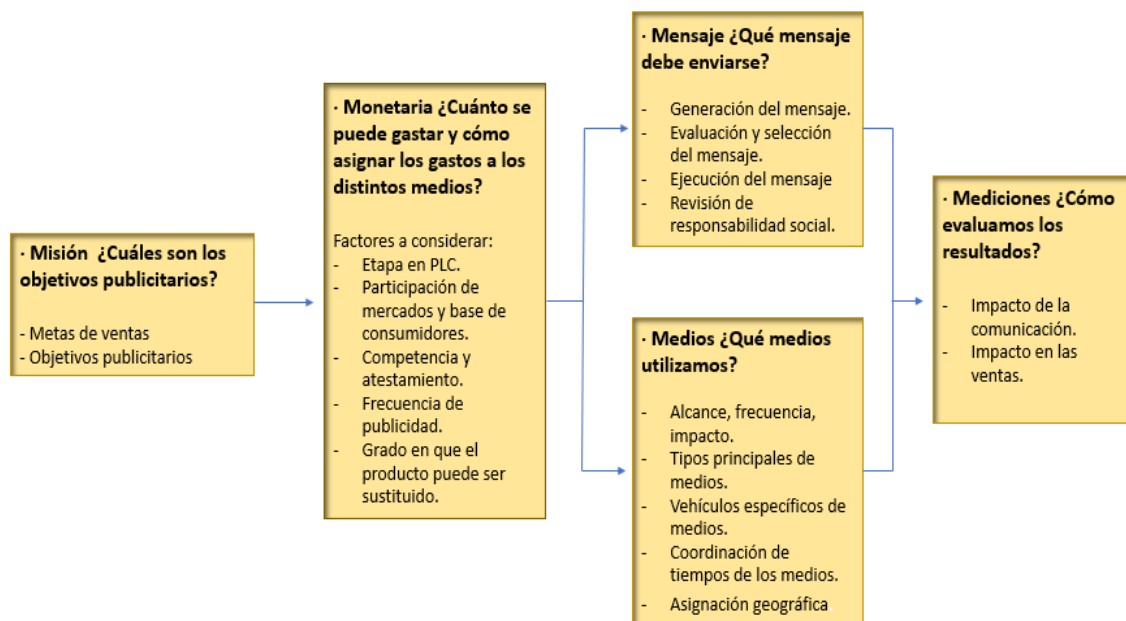 · Misión ¿Cuáles son los
objetivos publicitarios?
- Metas de ventas
- Objetivos publicitarios
· Monetaria ¿Cuánto se
puede gastar y cómo
asignar los gastos a los
distintos medios?
Factores a considerar:
- Etapa en PLC.
- Participación de
mercados y base de
consumidores.
- Competencia y
atestamiento.
- Frecuencia de
publicidad.
- Grado en que el
producto puede ser
sustituido.
· Mensaje ¿Qué mensaje
debe enviarse?
- Generación del mensaje.
- Evaluación y selección
del mensaje.
- Ejecución del mensaje
- Revisión de
responsabilidad social.
· Medios ¿Qué medios
utilizamos?
- Alcance, frecuencia,
impacto.
- Tipos principales de
medios.
- Vehículos específicos de
medios.
- Coordinación de
tiempos de los medios.
- Asignación geográfica.
· Mediciones ¿Cómo
evaluamos los
resultados?
- Impacto de la
comunicación.
- Impacto en las
ventas.